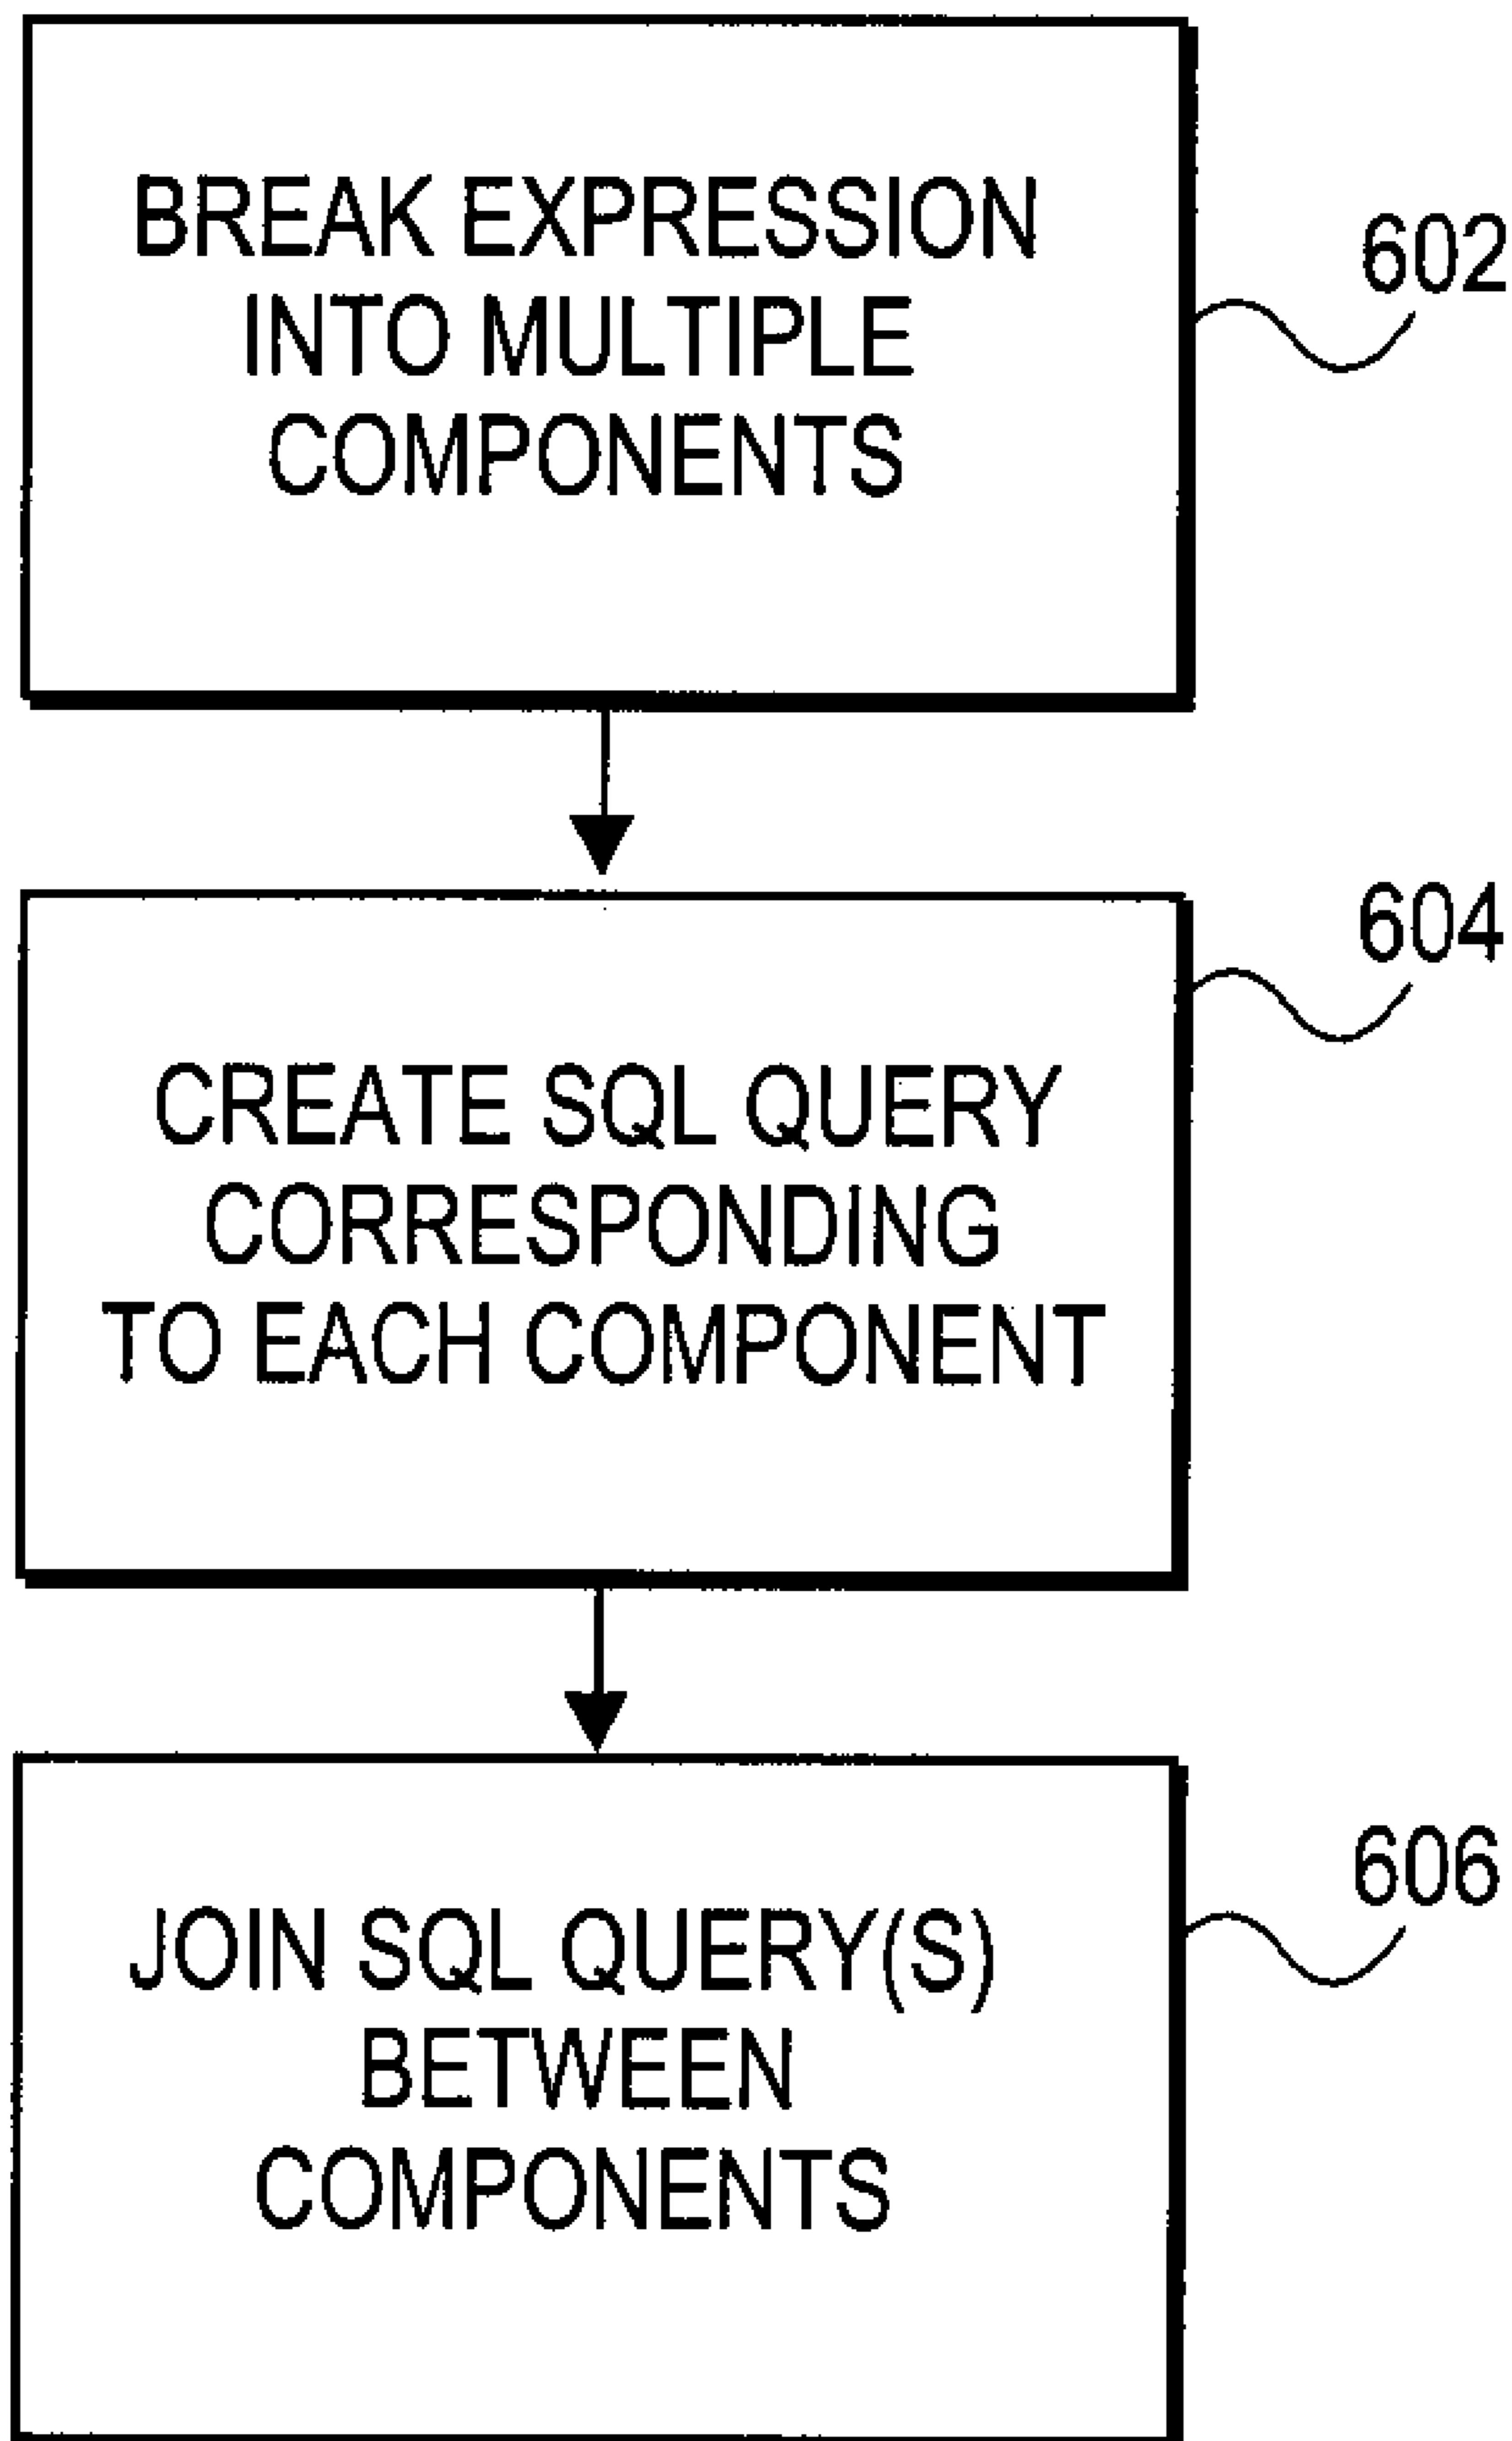 BREAK EXPRESSION
INTO MULTIPLE
COMPONENTS
602
CREATE SQL QUERY
CORRESPONDING
TO EACH COMPONENT
604
JOIN SQL QUERY(S)
BETWEEN
COMPONENTS
606